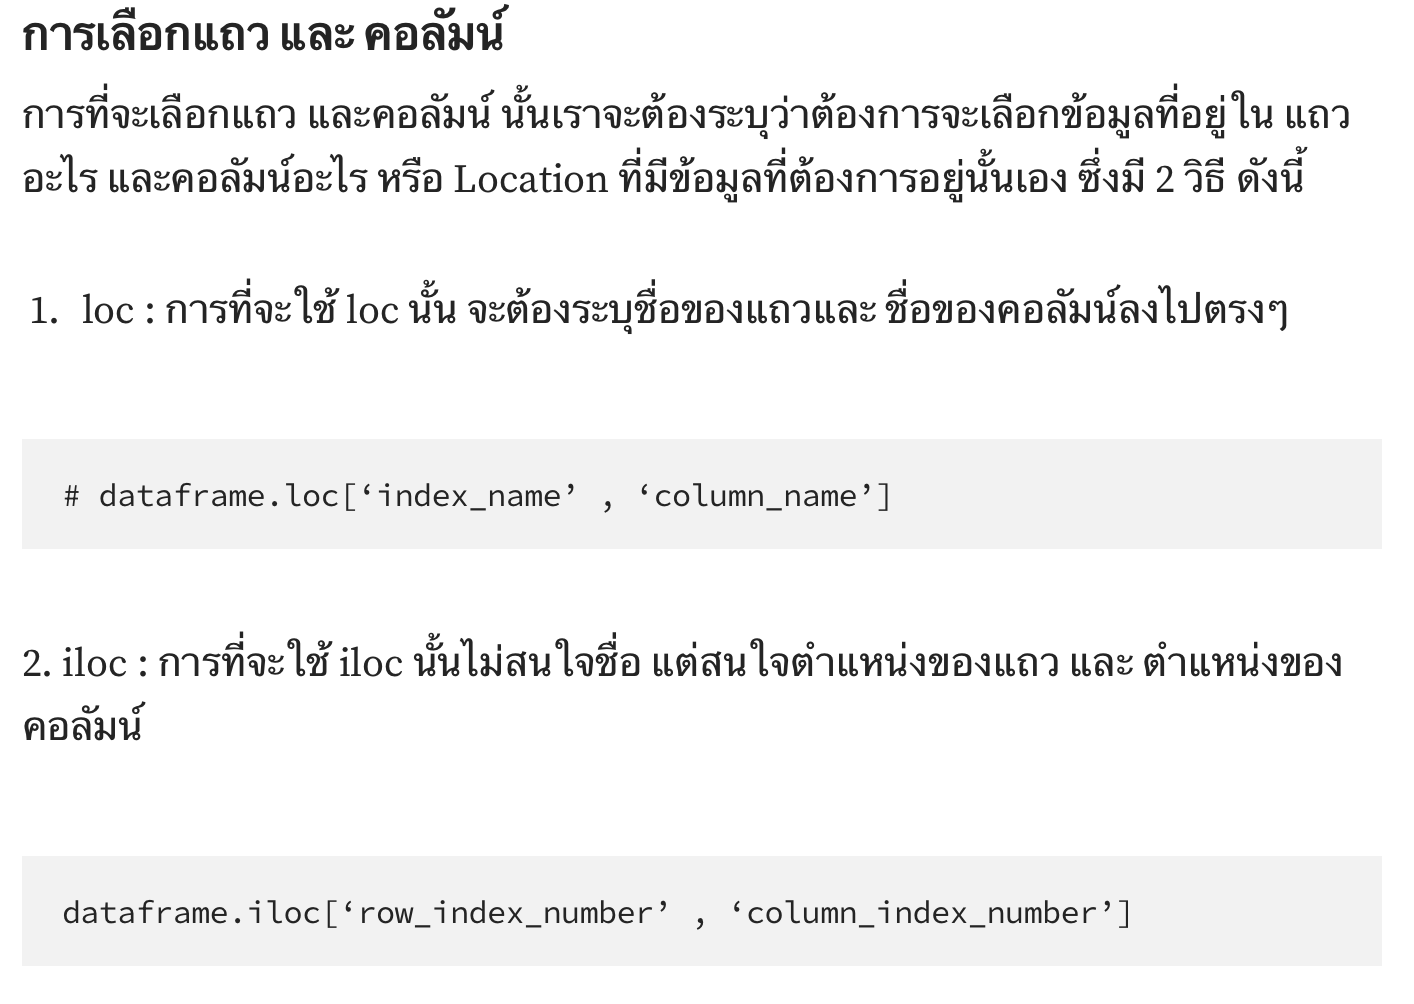 การเลือกแถว และ คอลัมน์
การที่จะเลือกแถว และคอลัมน์ นั้นเราจะต้องระบุว่าต้องการจะเลือกข้อมูลที่อยู่ใน แถว
อะไร และคอลัมน์อะไร หรือ Location ที่มีข้อมูลที่ต้องการอยู่นั้นเอง ซึ่งมี 2 วิธี ดังนี้
1. loc : การที่จะใช้ loc นั้น จะต้องระบุชื่อของแถวและ ชื่อของคอลัมน์ลงไปตรงๆ
# dataframe.loc[‘index_name’ , ‘column_name’]
2. iloc : การที่จะใช้ iloc นั้นไม่สนใจชื่อ แต่สนใจตำแหน่งของแถว และ ตำแหน่งของ
คอลัมน์
dataframe.iloc[‘row_index_number’ , ‘column_index_number’]